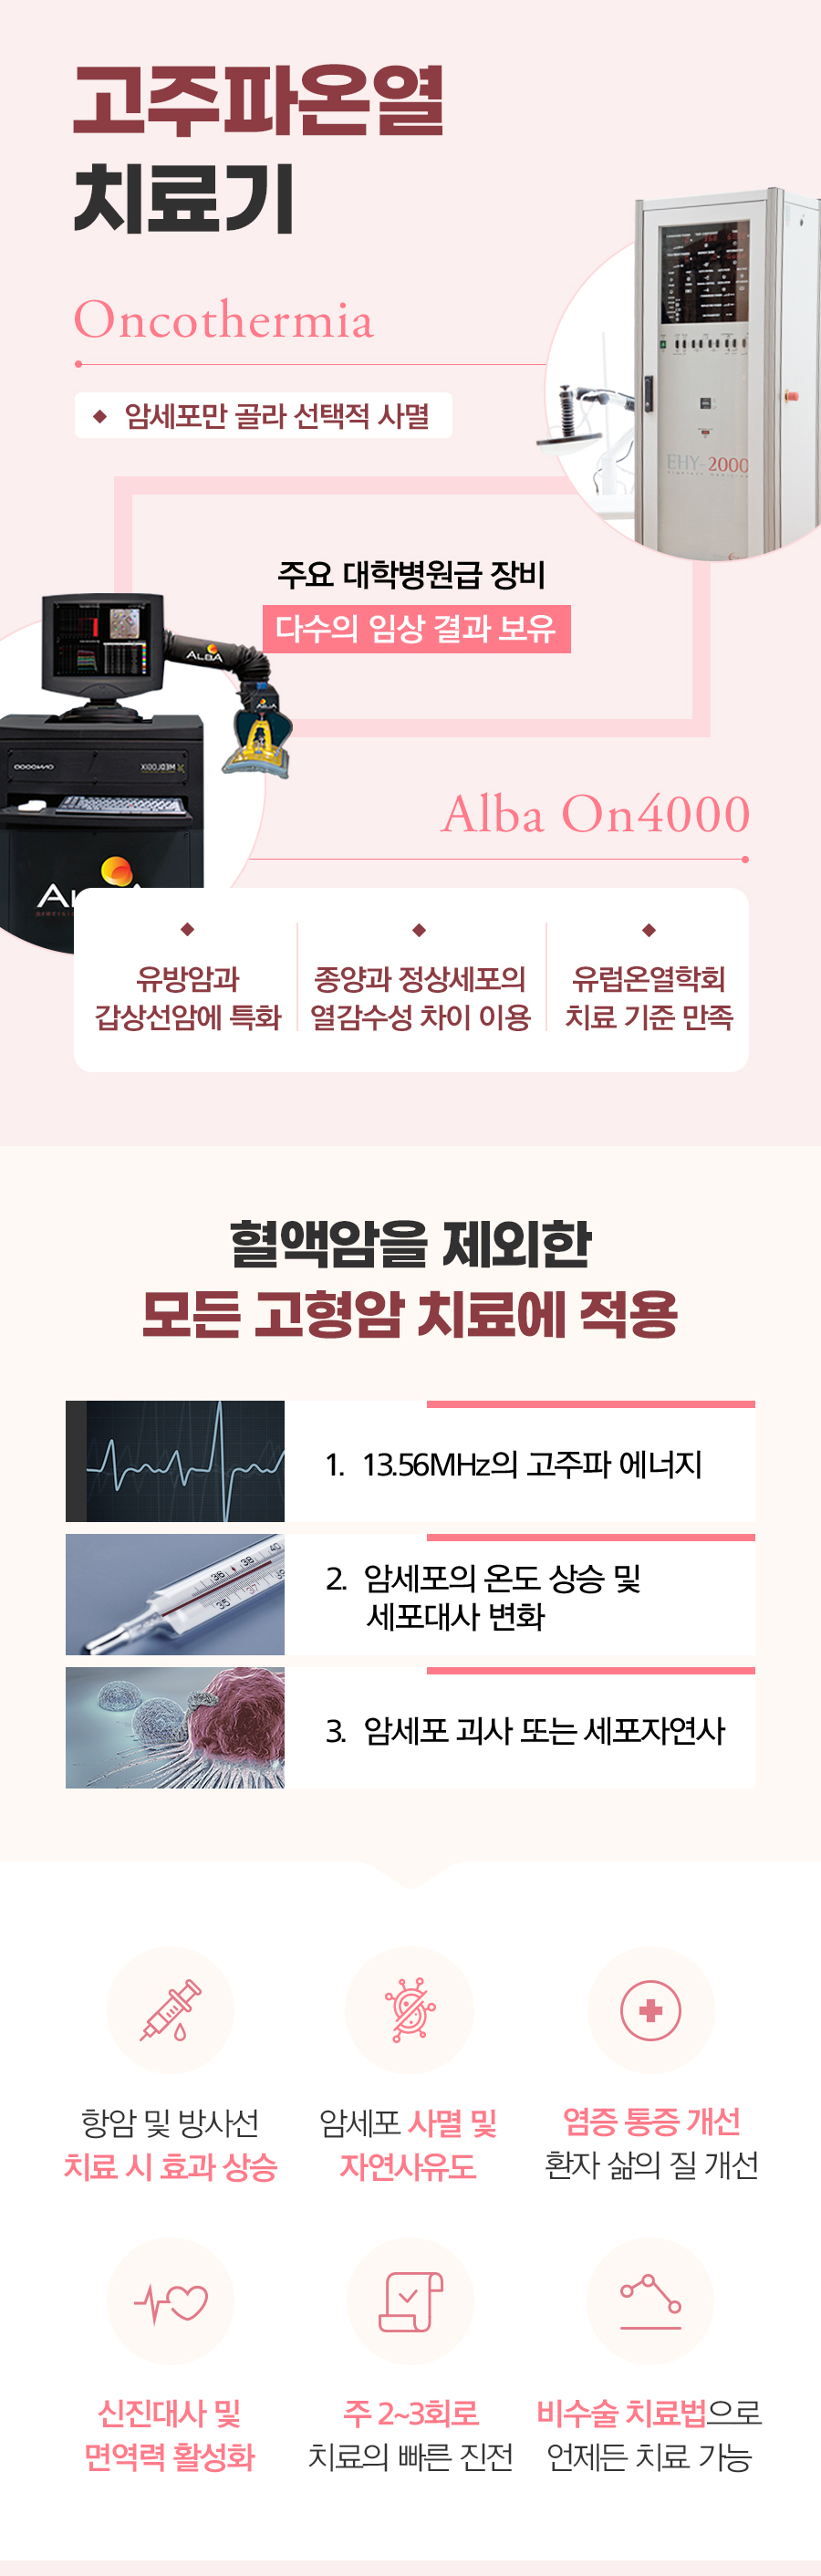 고주파온열
치료기
Oncothermia
◆ 암세포만 골라 선택적 사멸
EHY-2000
주요 대학병원급 장비
다수의 임상 결과 보유
ALBA
ALBA
Alba On4000
유방암과
갑상선암에 특화
종양과 정상세포의
열감수성 차이 이용
유럽온열학회
치료 기준 만족
혈액암을 제외한
모든 고형암 치료에 적용
1. 13.56MHz의 고주파 에너지
2. 암세포의 온도 상승 및
세포대사 변화
3. 암세포 괴사 또는 세포자연사
항암 및 방사선
치료 시 효과 상승
암세포 사멸 및
자연사유도
염증 통증 개선
환자 삶의 질 개선
신진대사 및
면역력 활성화
주 2~3회로
치료의 빠른 진전
비수술 치료법으로
언제든 치료 가능